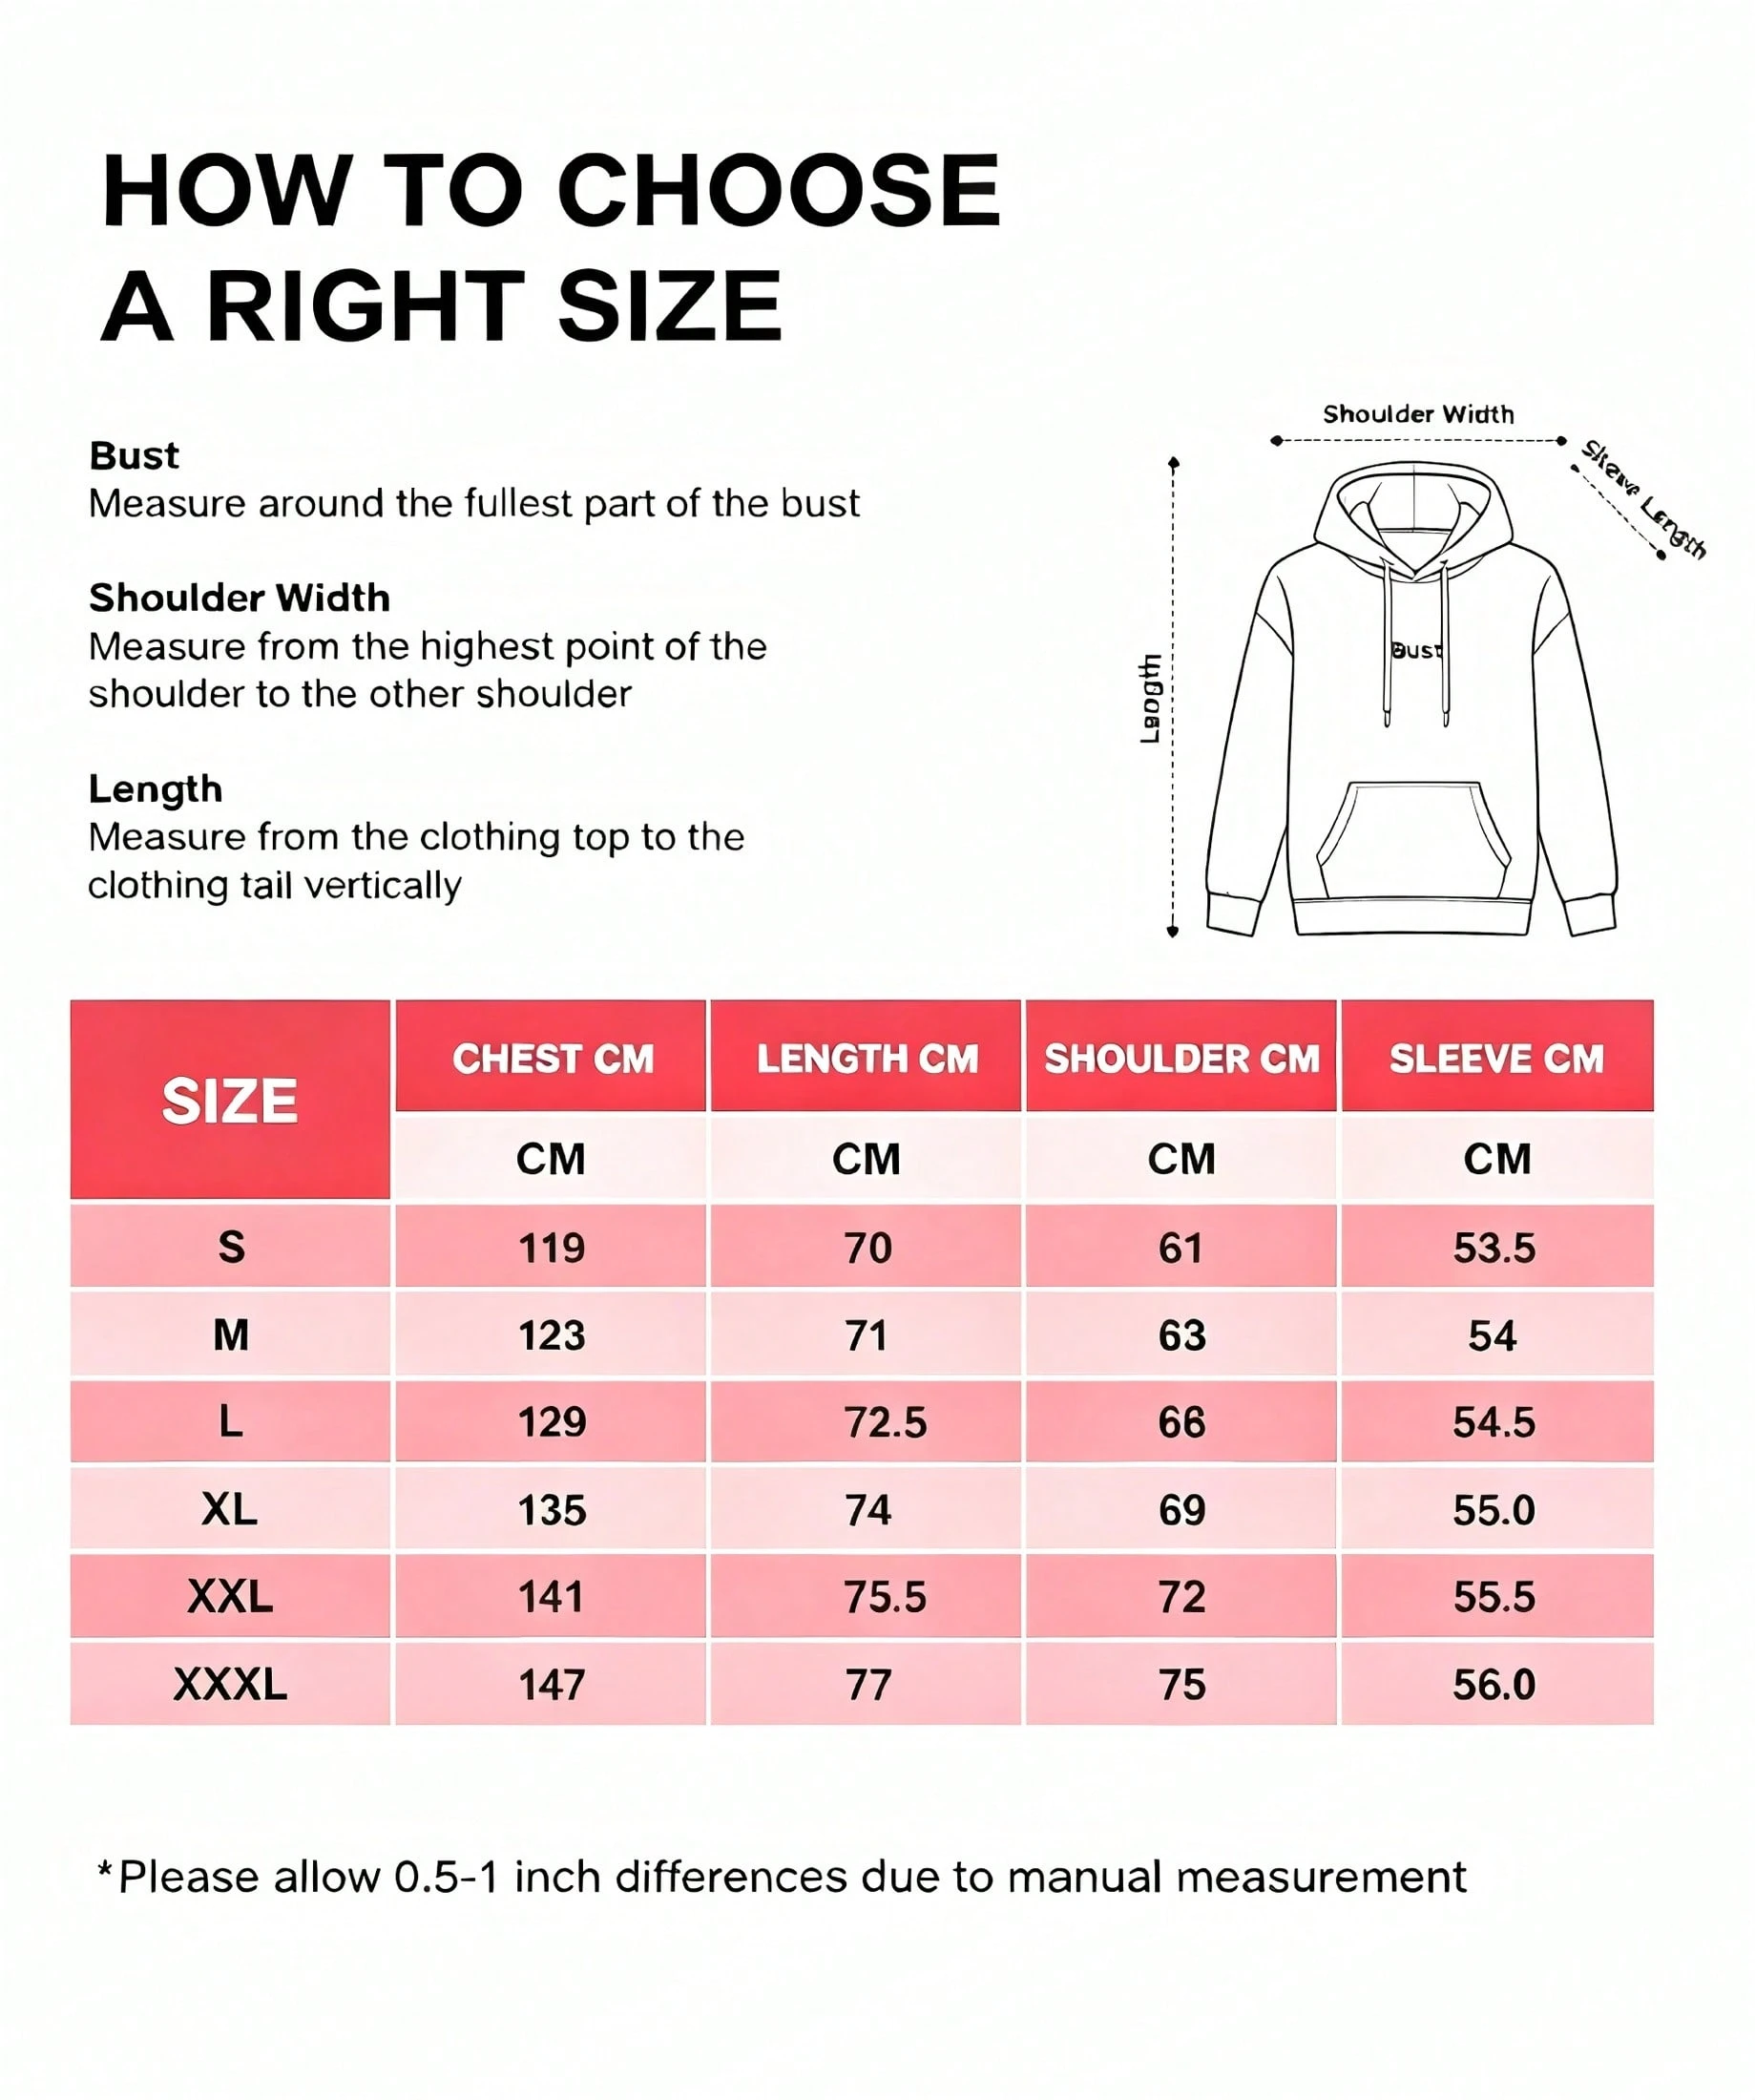 HOW TO CHOOSE
A RIGHT SIZE
Bust
Measure around the fullest part of the bust
Shoulder Width
Measure from the highest point of the
shoulder to the other shoulder
Length
Measure from the clothing top to the
clothing tail vertically
Shoulder Width
Length
Bust
SIZE CHEST CM LENGTH CM SHOULDER CM SLEEVE CM
CM CM CM CM
S 119 70 61 53.5
M 123 71 63 54
L 129 72.5 66 54.5
XL 135 74 69 55.0
XXL 141 75.5 72 55.5
XXXL 147 77 75 56.0
*Please allow 0.5-1 inch differences due to manual measurement